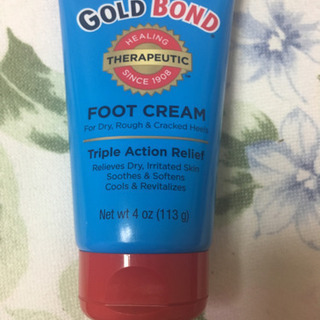 GOLD BOND
HEALING
THERAPEUTIC
SINCE 1908
FOOT CREAM
For Dry, Rough & Cracked Heels
Triple Action Relief
Relieves Dry, Irritated Skin
Soothes & Softens
Cools & Revitalizes
Net wt 4 oz (113 g)